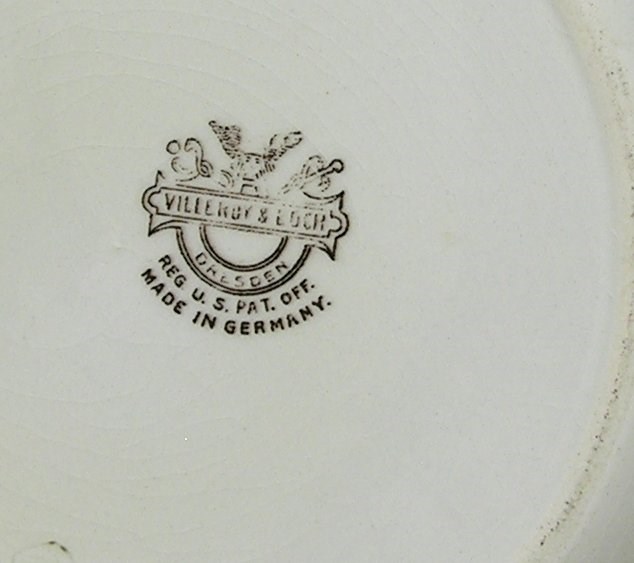 VILLEROY & BOCH
DRESDEN
REG U. S. PAT. OFF.
MADE IN GERMANY.